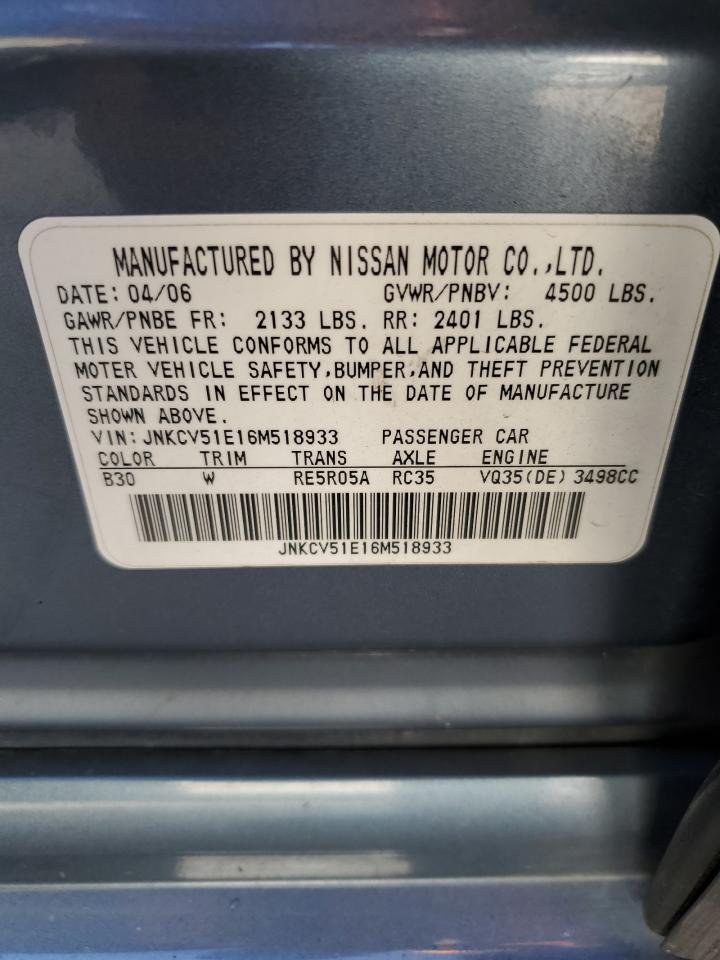 MANUFACTURED BY NISSAN MOTOR CO.,LTD.
DATE: 04/06 GVWR/PNBV: 4500 LBS.
GAWR/PNBE FR: 2133 LBS. RR: 2401 LBS.
THIS VEHICLE CONFORMS TO ALL APPLICABLE FEDERAL
MOTER VEHICLE SAFETY,BUMPER,AND THEFT PREVENTION
STANDARDS IN EFFECT ON THE DATE OF MANUFACTURE
SHOWN ABOVE.
VIN:JNKCV51E16M518933 PASSENGER CAR
COLOR TRIM TRANS AXLE ENGINE
B30 W RE5R05A RC35 VQ35(DE) 3498CC
JNKCV51E16M518933